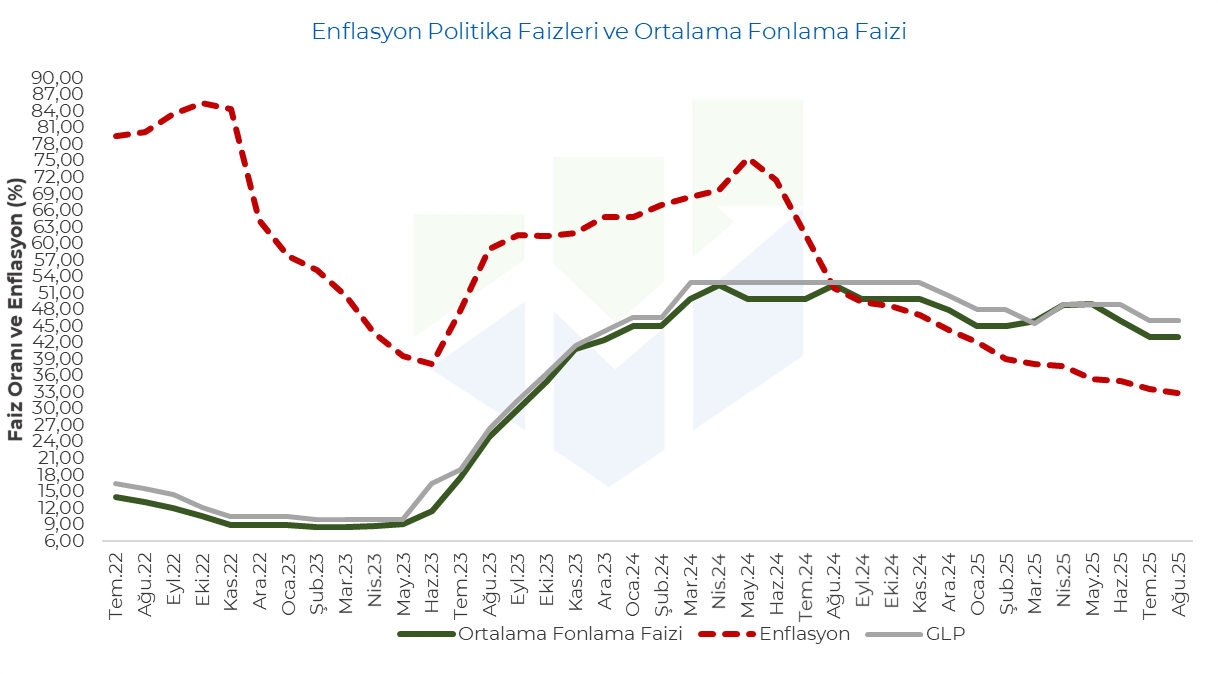 Enflasyon Politika Faizleri ve Ortalama Fonlama Faizi
Faiz Oranı ve Enflasyon (%)
90,00
87,00
84,00
81,00
78,00
75,00
72,00
69,00
66,00
63,00
60,00
57,00
54,00
51,00
48,00
45,00
42,00
39,00
36,00
33,00
30,00
27,00
24,00
21,00
18,00
15,00
12,00
9,00
6,00
Tem.22
Ağu.22
Eyl.22
Eki.22
Kas.22
Ara.22
Oca.23
Şub.23
Mar.23
Nis.23
May.23
Haz.23
Tem.23
Ağu.23
Eyl.23
Eki.23
Kas.23
Ara.23
Oca.24
Şub.24
Mar.24
Nis.24
May.24
Haz.24
Tem.24
Ağu.24
Eyl.24
Eki.24
Kas.24
Ara.24
Oca.25
Şub.25
Mar.25
Nis.25
May.25
Haz.25
Tem.25
Ağu.25
Ortalama Fonlama Faizi
Enflasyon
GLP